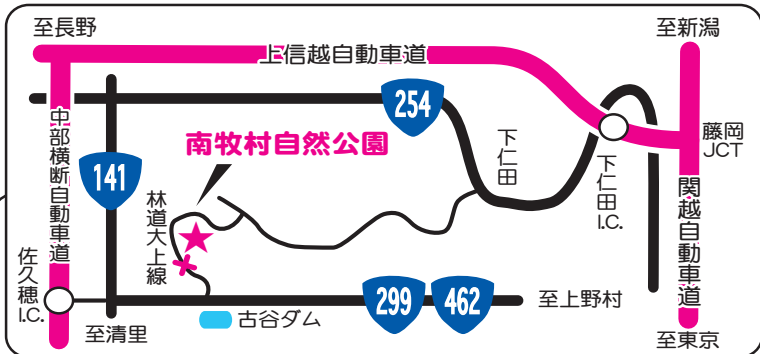 至長野
至新潟
上信越自動車道
254
藤岡
JCT
下仁田
下仁田
I.C.
南牧村自然公園
中部横断自動車道
141
林道大上線
関越自動車道
佐久穂
I.C.
299
462
至上野村
古谷ダム
至清里
至東京